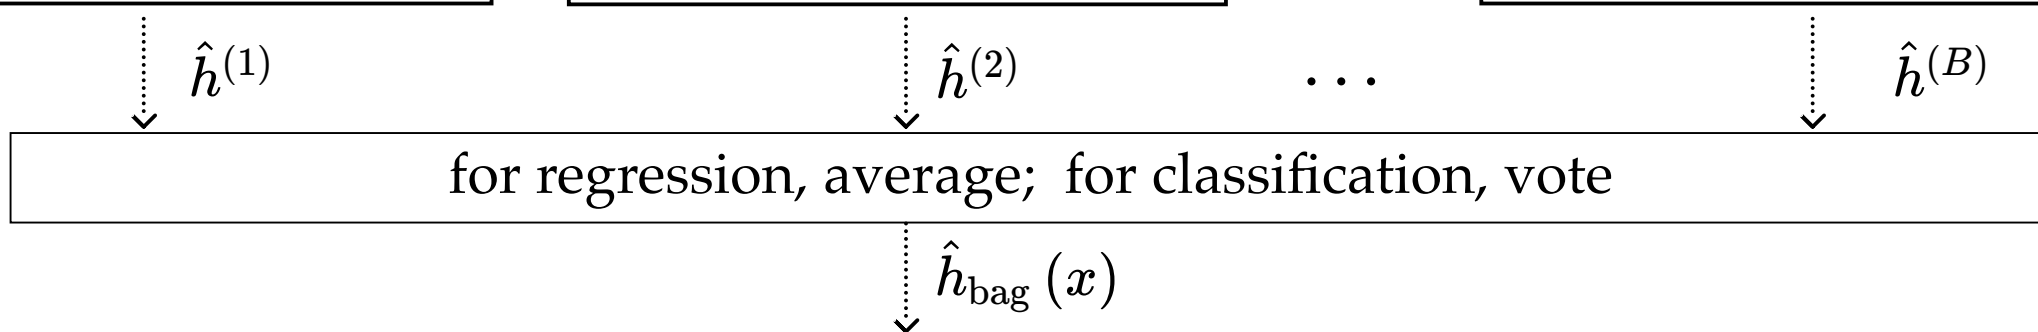 ĥ⁽¹⁾ ĥ⁽²⁾ ... ĥ⁽ᴮ⁾
for regression, average; for classification, vote
ĥ_bag (x)